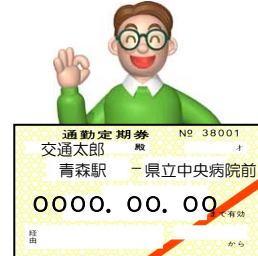 通勤定期券 № 38001
交通太郎 殿 才
青森駅 － 県立中央病院前
0000. 00. 00 まで有効
経由 から